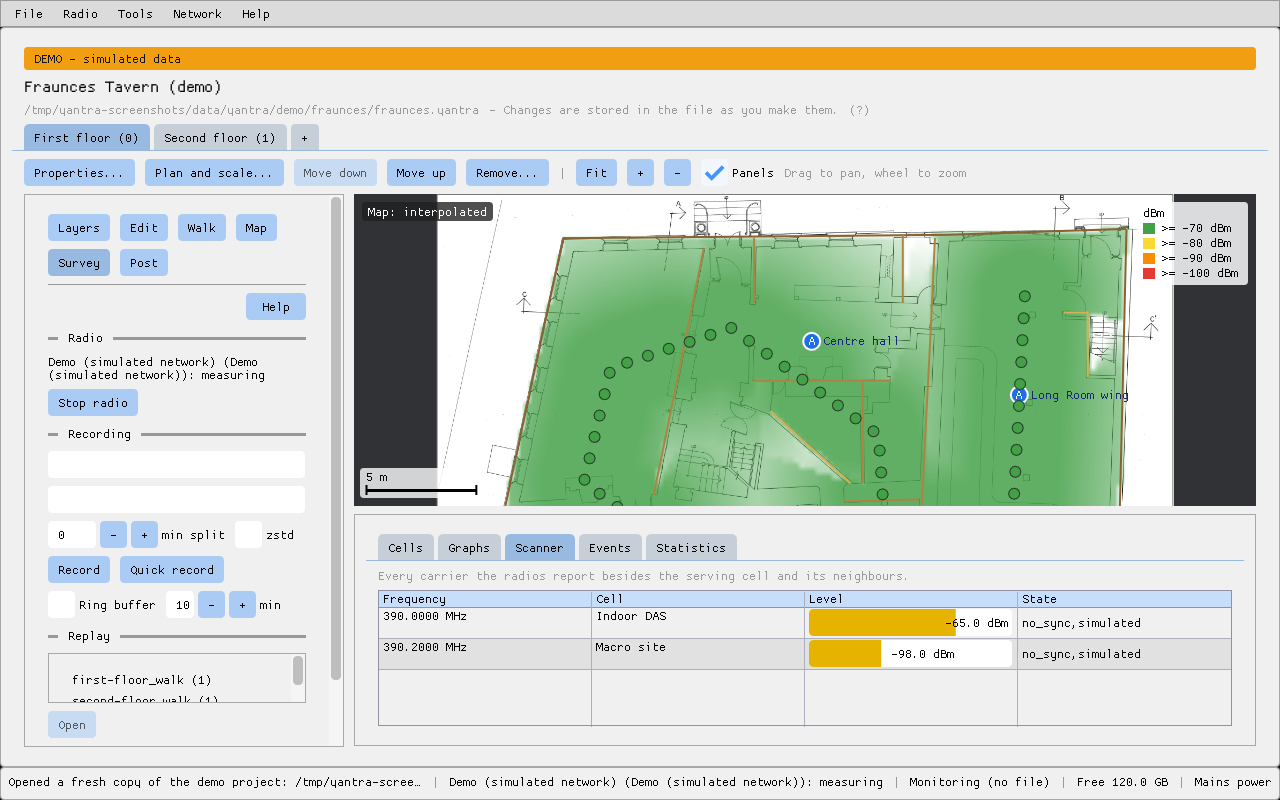 File Radio Tools Network Help
DEMO - simulated data
Fraunces Tavern (demo)
/tmp/yantra-screenshots/data/yantra/demo/fraunces/fraunces.yantra - Changes are stored in the file as you make them. (?)
First floor (0) Second floor (1) +
Properties... Plan and scale... Move down Move up Remove... | Fit + - Panels Drag to pan, wheel to zoom
Layers Edit Walk Map
Survey Post
Help
Radio
Demo (simulated network) (Demo
(simulated network)): measuring
Stop radio
Recording
0 - + min split zstd
Record Quick record
Ring buffer 10 - + min
Replay
first-floor_walk (1)
second-floor_walk (1)
Open
Map: interpolated
A
B
C
C'
dBm
>= -70 dBm
>= -80 dBm
>= -90 dBm
>= -100 dBm
A Centre hall
A Long Room wing
5 m
Cells Graphs Scanner Events Statistics
Every carrier the radios report besides the serving cell and its neighbours.
Frequency Cell Level State
390.0000 MHz Indoor DAS -65.0 dBm no_sync,simulated
390.2000 MHz Macro site -98.0 dBm no_sync,simulated
Opened a fresh copy of the demo project: /tmp/yantra-scree… | Demo (simulated network) (Demo (simulated network)): measuring | Monitoring (no file) | Free 120.0 GB | Mains power